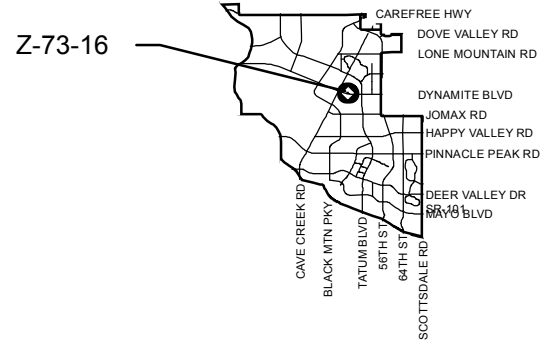 Z-73-16
CAREFREE HWY
DOVE VALLEY RD
LONE MOUNTAIN RD
DYNAMITE BLVD
JOMAX RD
HAPPY VALLEY RD
PINNACLE PEAK RD
DEER VALLEY DR
SR-101
MAYO BLVD
CAVE CREEK RD
BLACK MTN PKY
TATUM BLVD
56TH ST
64TH ST
SCOTTSDALE RD